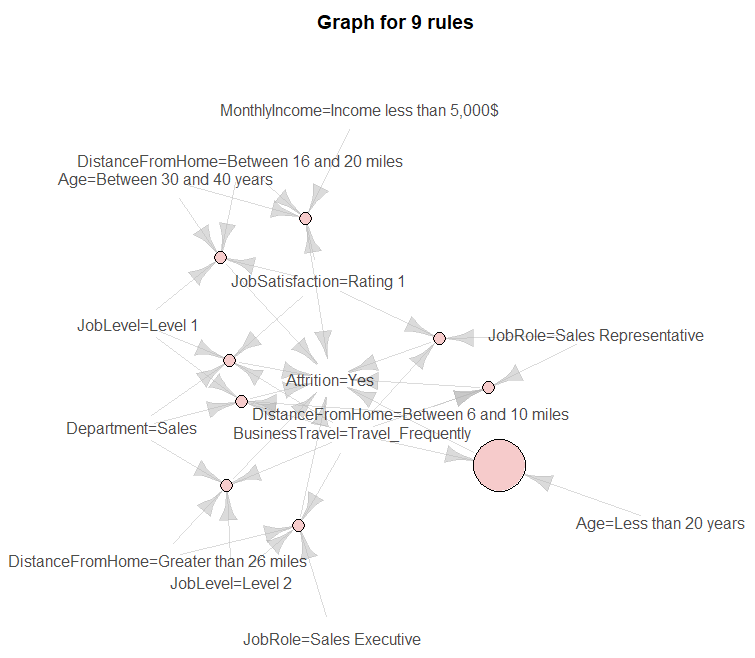 Graph for 9 rules
MonthlyIncome=Income less than 5,000$
DistanceFromHome=Between 16 and 20 miles
Age=Between 30 and 40 years
JobSatisfaction=Rating 1
JobLevel=Level 1
JobRole=Sales Representative
Attrition=Yes
DistanceFromHome=Between 6 and 10 miles
Department=Sales
BusinessTravel=Travel_Frequently
Age=Less than 20 years
DistanceFromHome=Greater than 26 miles
JobLevel=Level 2
JobRole=Sales Executive